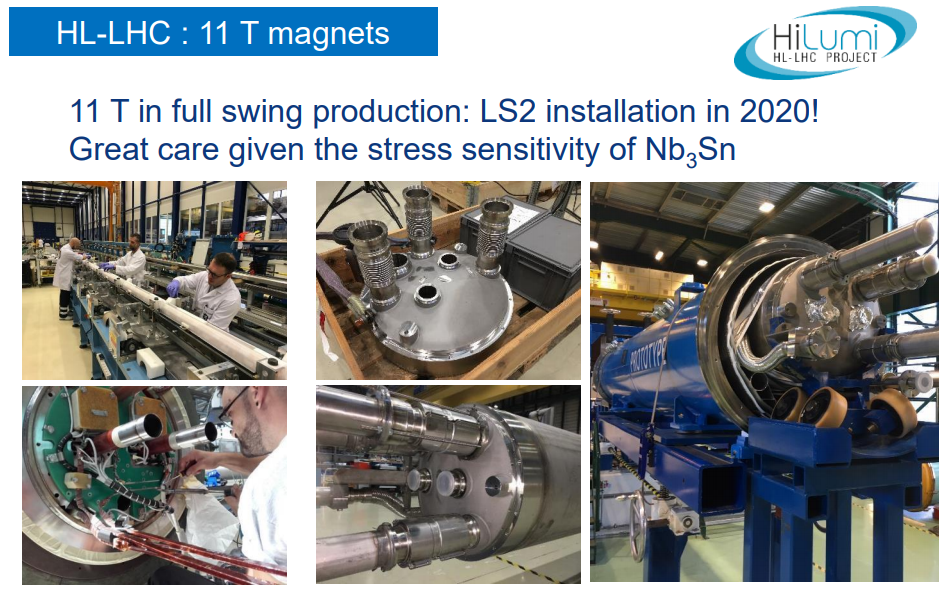 HL-LHC : 11 T magnets
HiLumi
HL-LHC PROJECT
11 T in full swing production: LS2 installation in 2020!
Great care given the stress sensitivity of Nb₃Sn
PROTOTYPE